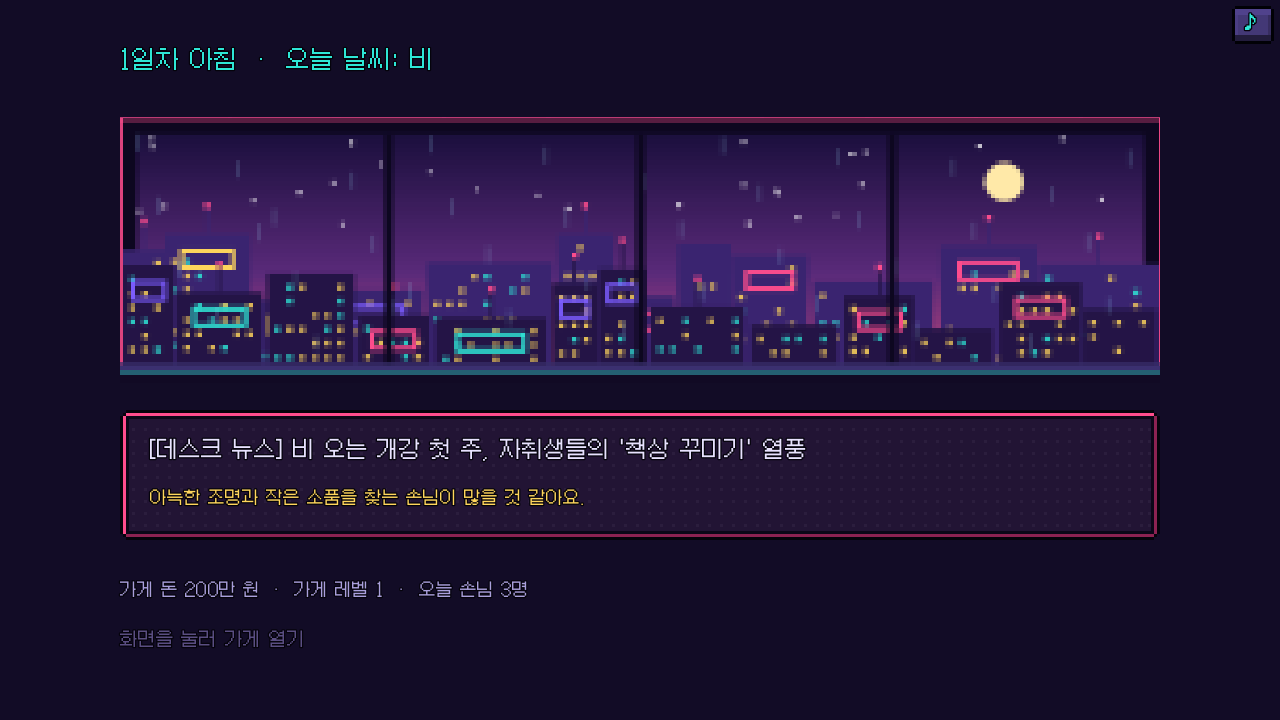 1일차 아침 · 오늘 날씨: 비
[데스크 뉴스] 비 오는 개강 첫 주, 자취생들의 '책상 꾸미기' 열풍
아늑한 조명과 작은 소품을 찾는 손님이 많을 것 같아요.
가게 돈 200만 원 · 가게 레벨 1 · 오늘 손님 3명
화면을 눌러 가게 열기